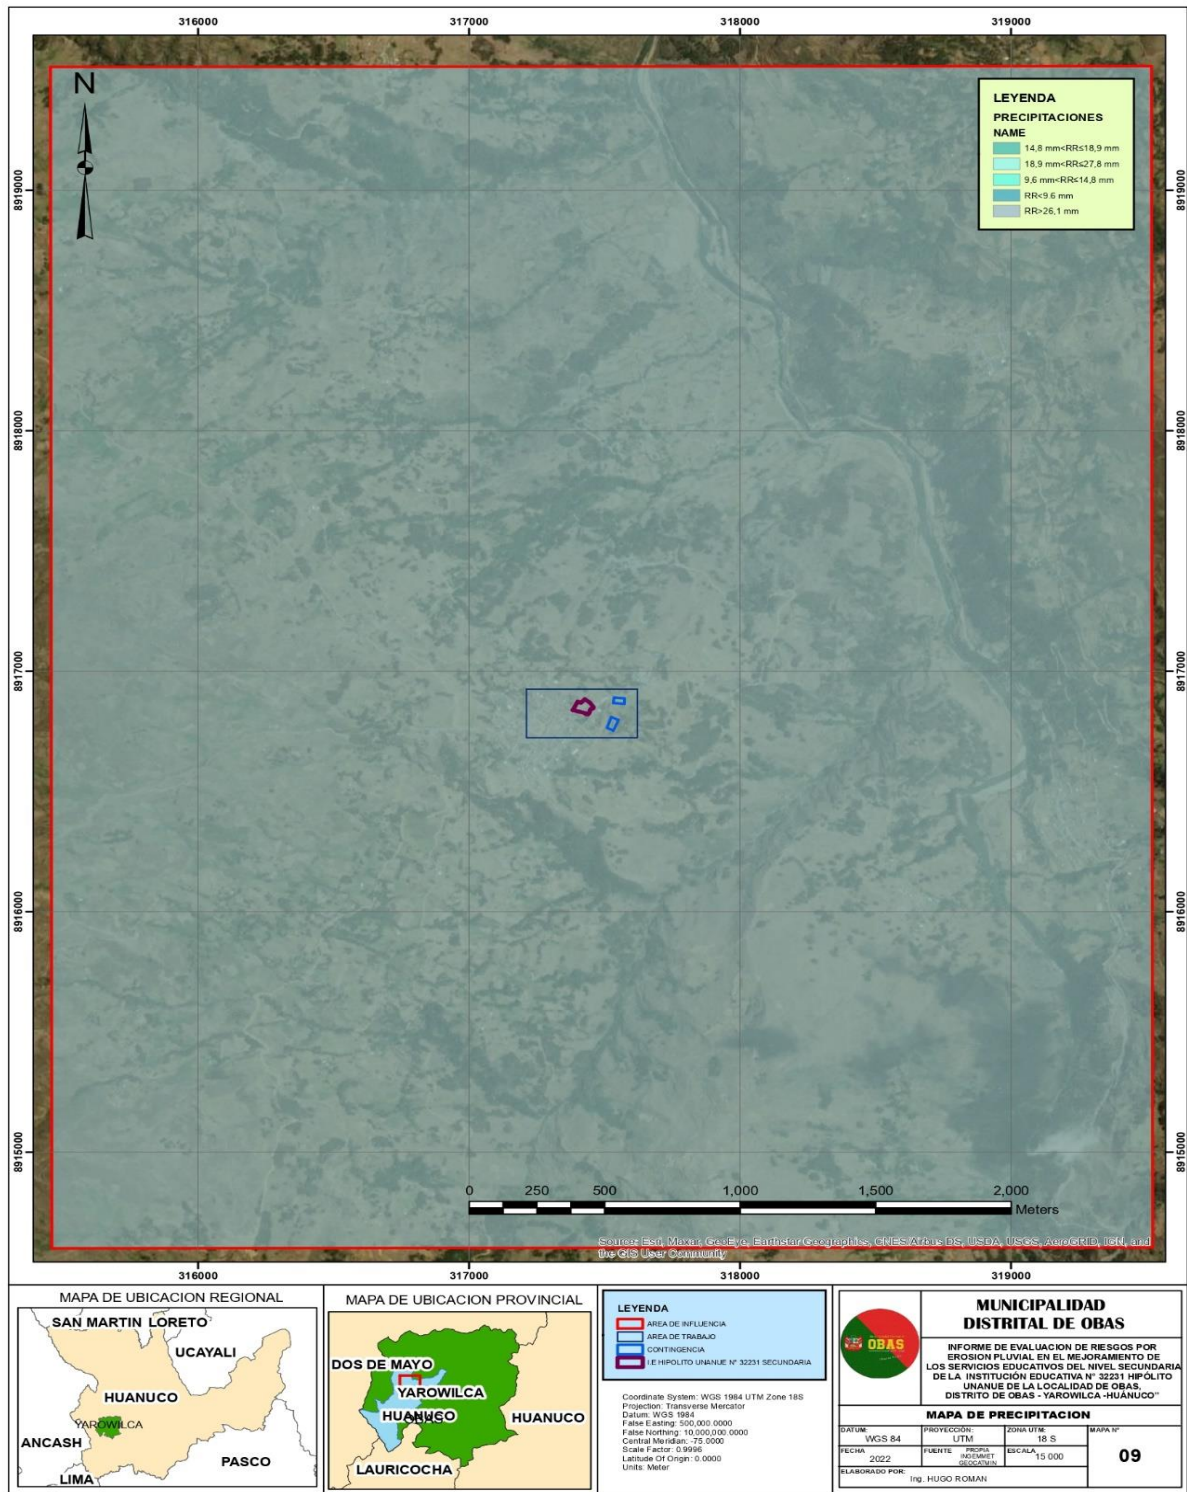 316000 317000 318000 319000
N
LEYENDA
PRECIPITACIONES
NAME
14,8 mm<RR≤18,9 mm
18,9 mm<RR≤27,8 mm
9,6 mm<RR≤14,8 mm
RR<9.6 mm
RR>26,1 mm
8919000 8919000
8918000 8918000
8917000 8917000
8916000 8916000
8915000 8915000
0 250 500 1,000 1,500 2,000
Meters
Source: Esri, Maxar, GeoEye, Earthstar Geographics, CNES/Airbus DS, USDA, USGS, AeroGRID, IGN, and
the GIS User Community
316000 317000 318000 319000
MAPA DE UBICACION REGIONAL
SAN MARTIN LORETO
UCAYALI
HUANUCO
YAROWILCA
ANCASH
PASCO
LIMA
MAPA DE UBICACION PROVINCIAL
DOS DE MAYO
YAROWILCA
HUANUCO
OBAS
HUANUCO
LAURICOCHA
LEYENDA
AREA DE INFLUENCIA
AREA DE TRABAJO
CONTINGENCIA
I.E HIPOLITO UNANUE N° 32231 SECUNDARIA
Coordinate System: WGS 1984 UTM Zone 18S
Projection: Transverse Mercator
Datum: WGS 1984
False Easting: 500,000.0000
False Northing: 10,000,000.0000
Central Meridian: -75.0000
Scale Factor: 0.9996
Latitude Of Origin: 0.0000
Units: Meter
OBAS
MUNICIPALIDAD
DISTRITAL DE OBAS
INFORME DE EVALUACION DE RIESGOS POR
EROSION PLUVIAL EN EL MEJORAMIENTO DE
LOS SERVICIOS EDUCATIVOS DEL NIVEL SECUNDARIA
DE LA INSTITUCIÓN EDUCATIVA N° 32231 HIPÓLITO
UNANUE DE LA LOCALIDAD DE OBAS,
DISTRITO DE OBAS - YAROWILCA -HUÁNUCO"
MAPA DE PRECIPITACION
DATUM: WGS 84
PROYECCIÓN: UTM
ZONA UTM: 18 S
MAPA N°
09
FECHA 2022
FUENTE PROPIA
INGEMMET
GEOCATMIN
ESCALA 15 000
ELABORADO POR: Ing. HUGO ROMAN